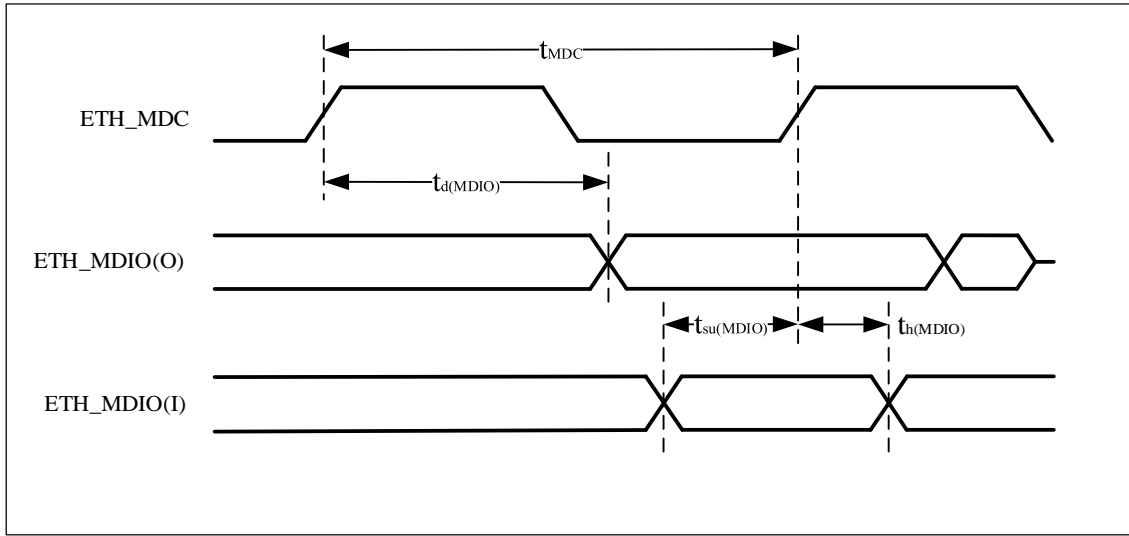 tMDC
ETH_MDC
td(MDIO)
ETH_MDIO(O)
tsu(MDIO)
th(MDIO)
ETH_MDIO(I)